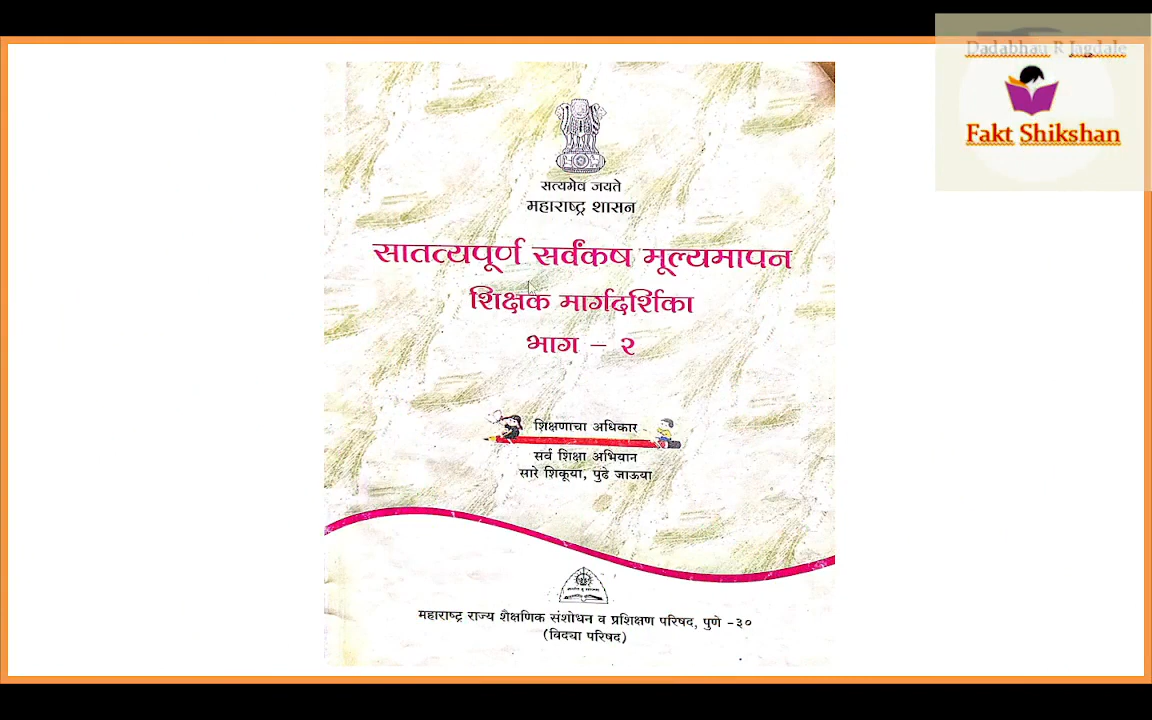 Dadabhau R Jagdale
Fakt Shikshan
सत्यमेव जयते
महाराष्ट्र शासन
सातत्यपूर्ण सर्वंकष मूल्यमापन
शिक्षक मार्गदर्शिका
भाग - २
शिक्षणाचा अधिकार
सर्व शिक्षा अभियान
सारे शिकूया, पुढे जाऊया
महाराष्ट्र राज्य शैक्षणिक संशोधन व प्रशिक्षण परिषद, पुणे -३०
(विद्या परिषद)